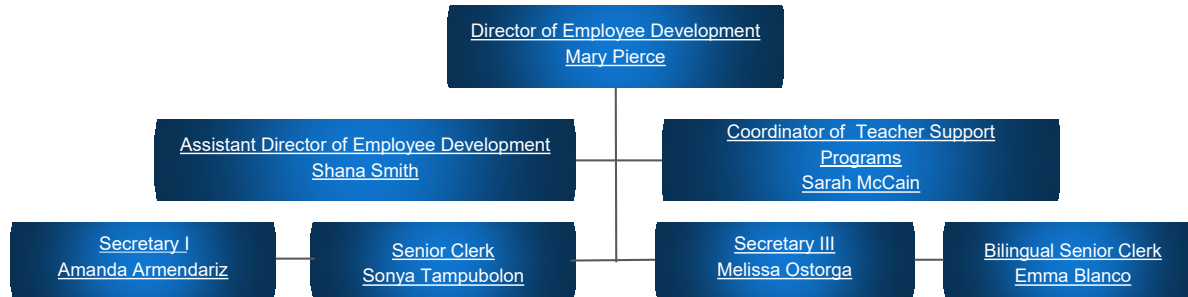 Director of Employee Development
Mary Pierce
Assistant Director of Employee Development
Shana Smith
Coordinator of Teacher Support
Programs
Sarah McCain
Secretary I
Amanda Armendariz
Senior Clerk
Sonya Tampubolon
Secretary III
Melissa Ostorga
Bilingual Senior Clerk
Emma Blanco